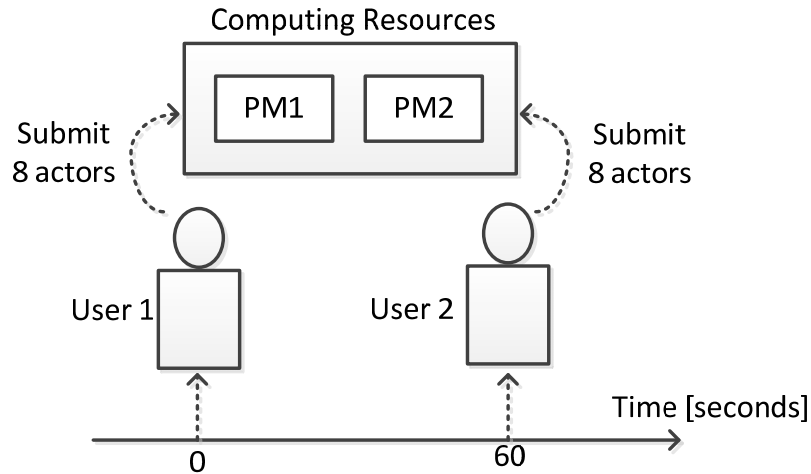 Computing Resources
PM1
PM2
Submit
8 actors
Submit
8 actors
User 1
User 2
Time [seconds]
0
60